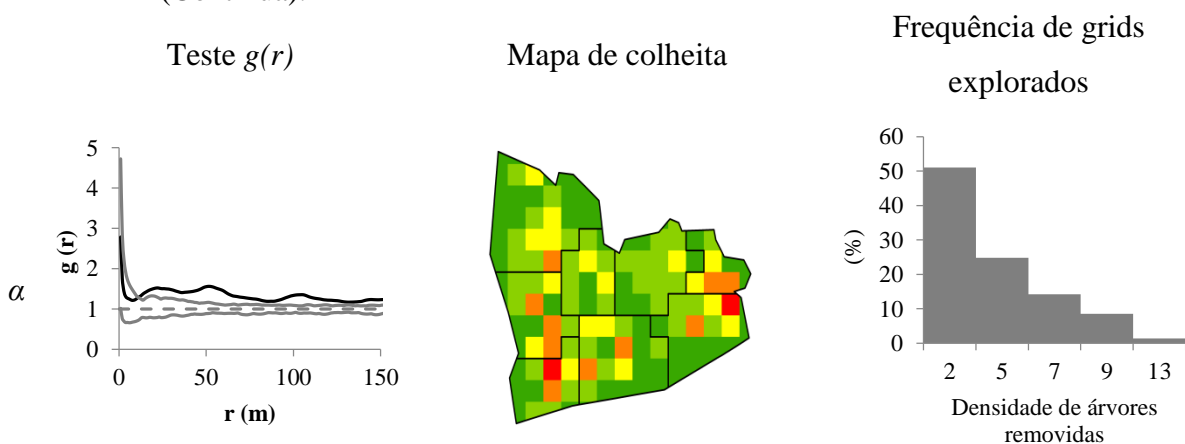 Teste g(r)
Mapa de colheita
Frequência de grids
explorados
α
g (r)
5
4
3
2
1
0
0 50 100 150
r (m)
(%)
60
50
40
30
20
10
0
2 5 7 9 13
Densidade de árvores
removidas